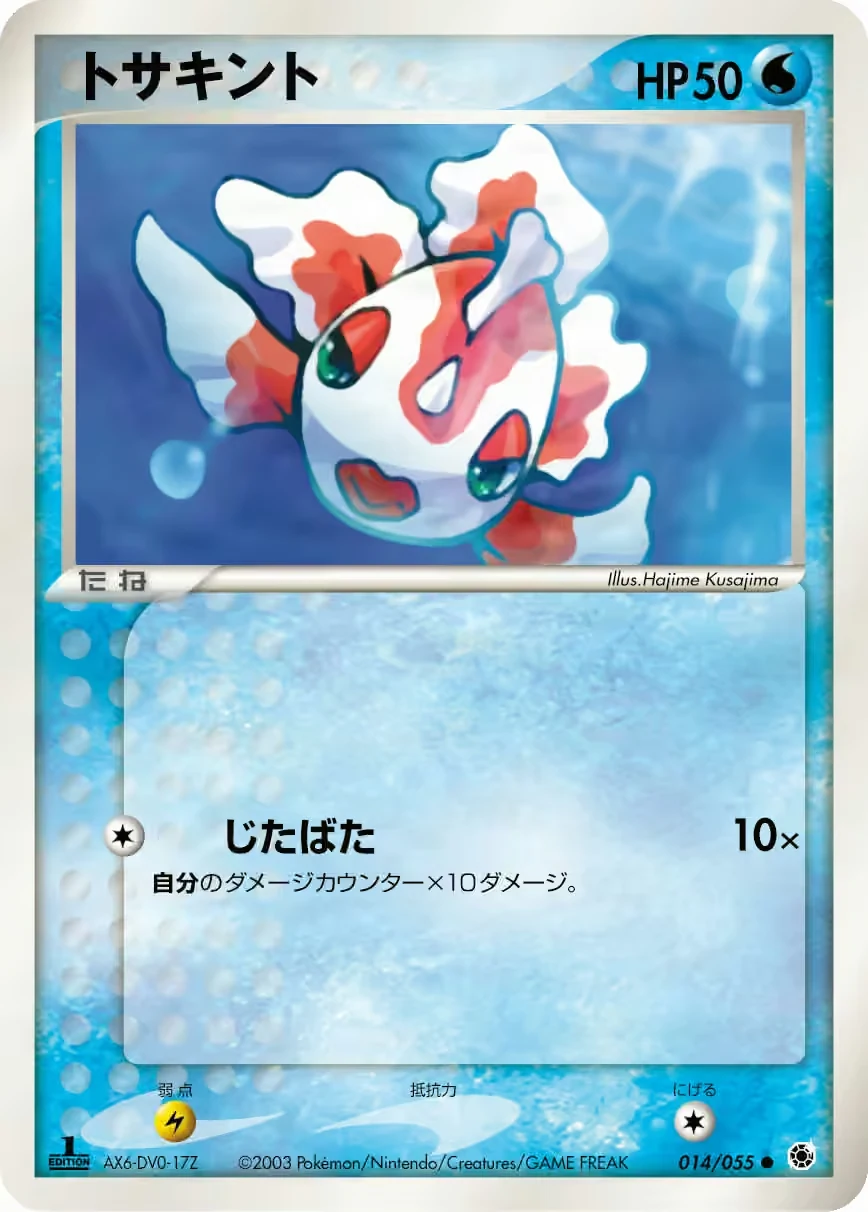 トサキント HP50
たね Illus.Hajime Kusajima
じたばた 10×
自分のダメージカウンター×10ダメージ。
弱点 抵抗力 にげる
1 EDITION AX6-DV0-17Z ©2003 Pokémon/Nintendo/Creatures/GAME FREAK 014/055